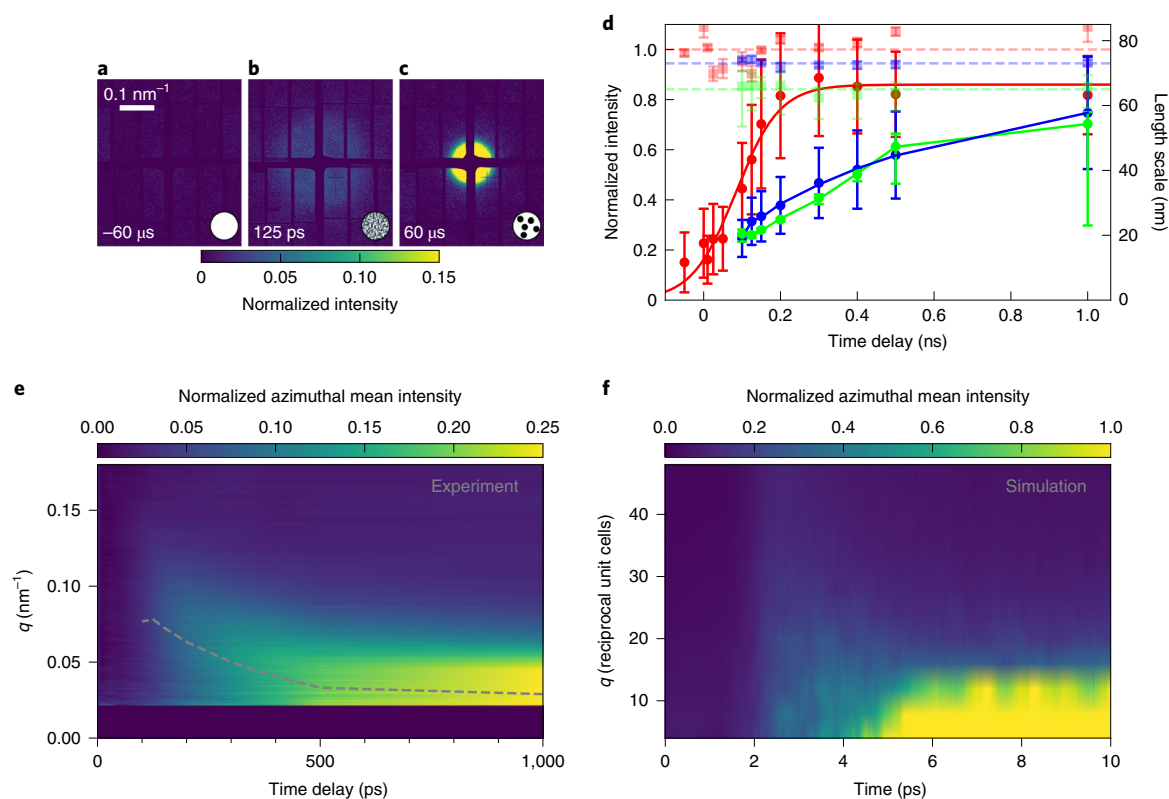 a
b
c
0.1 nm⁻¹
−60 μs
125 ps
60 μs
0 0.05 0.10 0.15
Normalized intensity
d
1.0
0.8
0.6
0.4
0.2
0
Normalized intensity
80
60
40
20
0
Length scale (nm)
0 0.2 0.4 0.6 0.8 1.0
Time delay (ns)
e
Normalized azimuthal mean intensity
0.00 0.05 0.10 0.15 0.20 0.25
Experiment
0.15
0.10
0.05
0.00
q (nm⁻¹)
0 500 1,000
Time delay (ps)
f
Normalized azimuthal mean intensity
0.0 0.2 0.4 0.6 0.8 1.0
Simulation
40
30
20
10
q (reciprocal unit cells)
0 2 4 6 8 10
Time (ps)